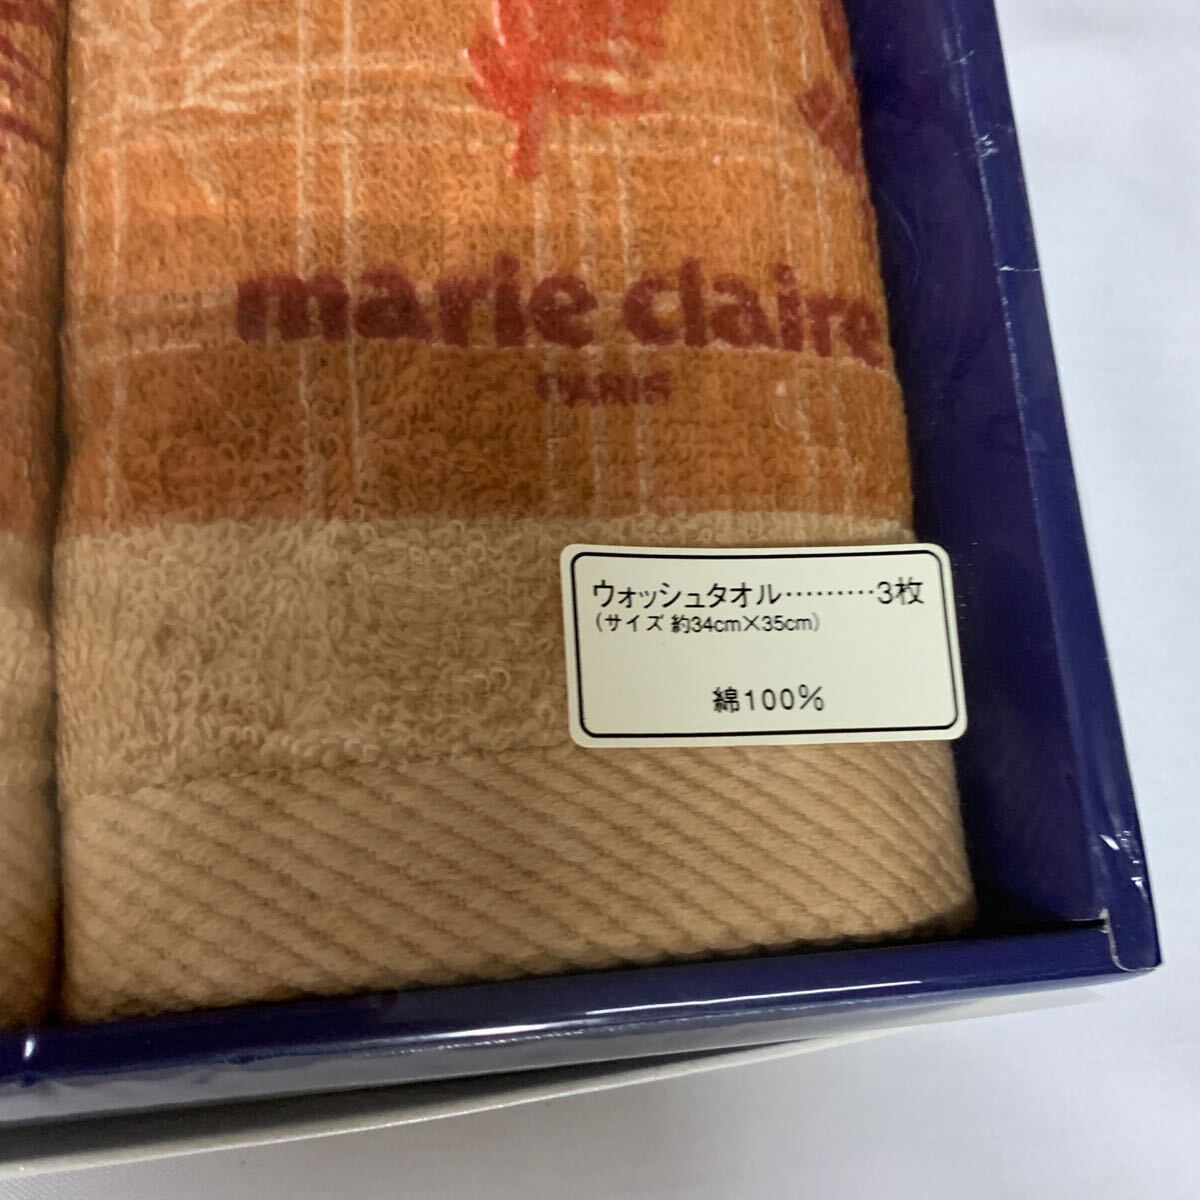 marie claire
PARIS
ウォッシュタオル………3枚
(サイズ 約34cm×35cm)
綿100%